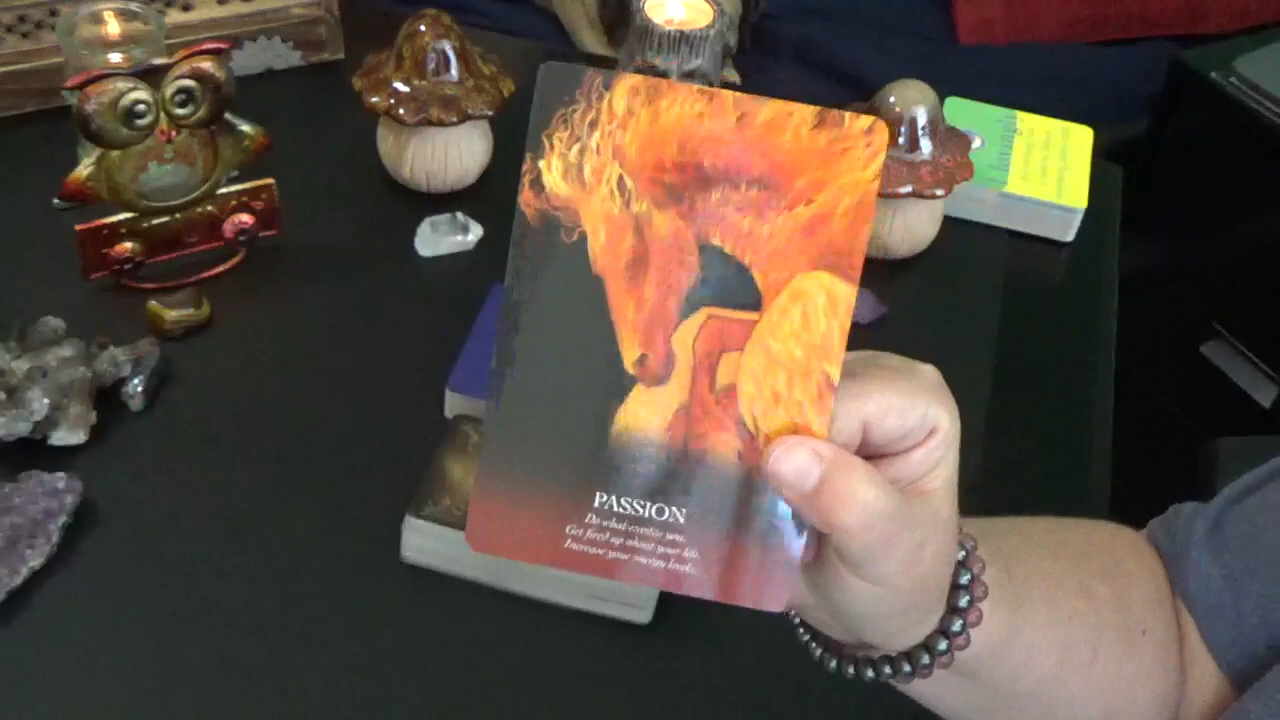 PASSION
Do what excites you.
Get fired up about your life.
Increase your energy levels.